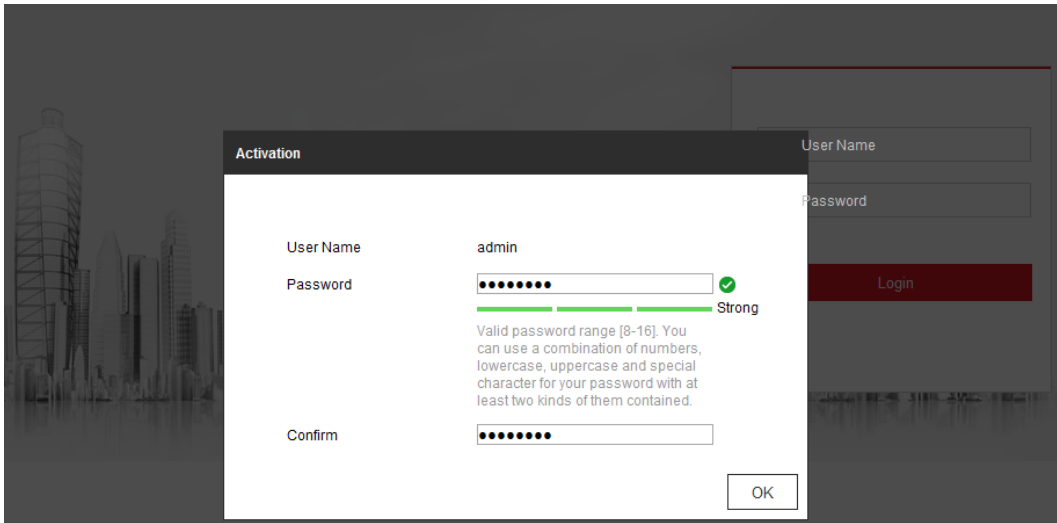 Activation
User Name
Password
Login
User Name admin
Password ●●●●●●●●
Strong
Valid password range [8-16]. You
can use a combination of numbers,
lowercase, uppercase and special
character for your password with at
least two kinds of them contained.
Confirm ●●●●●●●●
OK